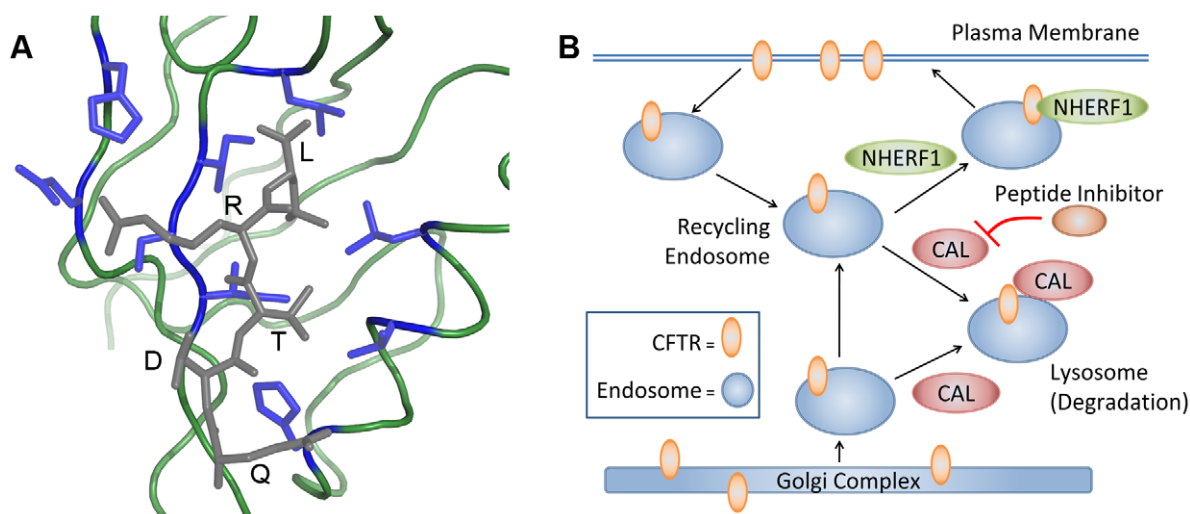 A
L
R
T
D
Q
B
Plasma Membrane
NHERF1
NHERF1
Peptide Inhibitor
Recycling
Endosome
CAL
CAL
CFTR =
Endosome =
CAL
Lysosome
(Degradation)
Golgi Complex